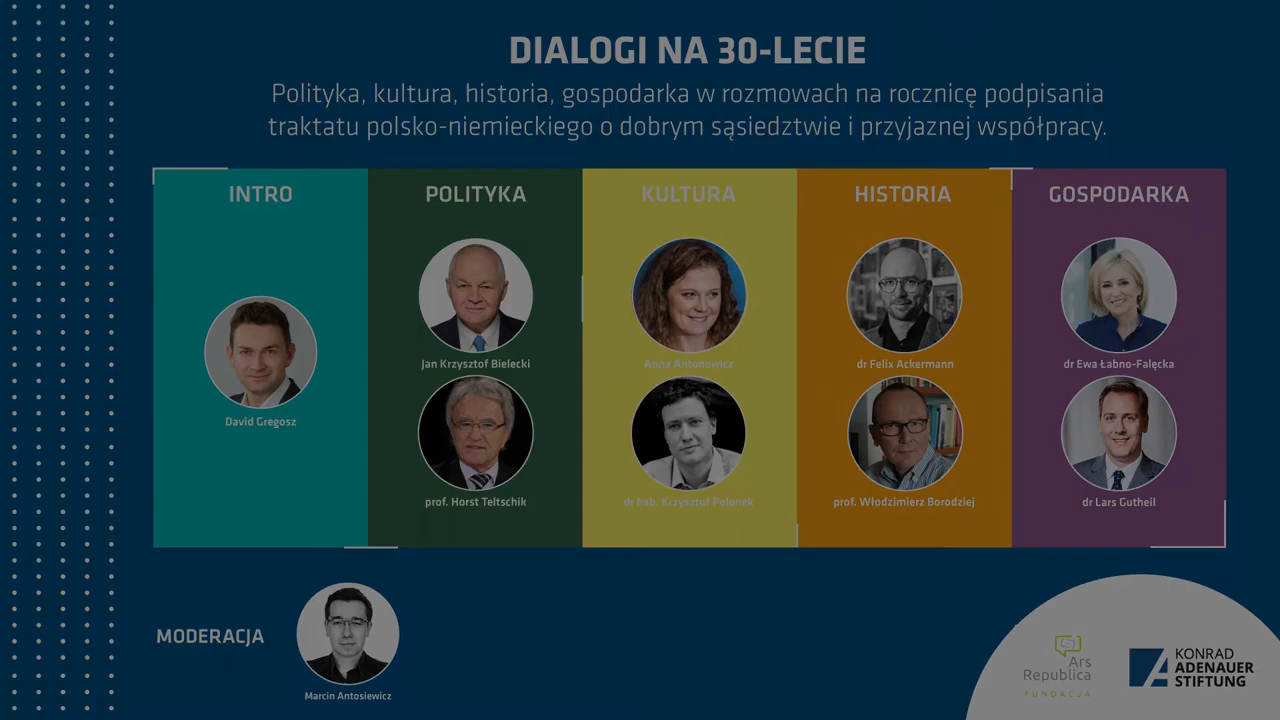 DIALOGI NA 30-LECIE
Polityka, kultura, historia, gospodarka w rozmowach na rocznicę podpisania
traktatu polsko-niemieckiego o dobrym sąsiedztwie i przyjaznej współpracy.
INTRO
David Gregosz
POLITYKA
Jan Krzysztof Bielecki
prof. Horst Teltschik
KULTURA
Anna Antonowicz
dr hab. Krzysztof Polonek
HISTORIA
dr Felix Ackermann
prof. Włodzimierz Borodziej
GOSPODARKA
dr Ewa Łabno-Falęcka
dr Lars Gutheil
MODERACJA
Marcin Antosiewicz
Ars
Republica
FUNDACJA
KONRAD
ADENAUER
STIFTUNG